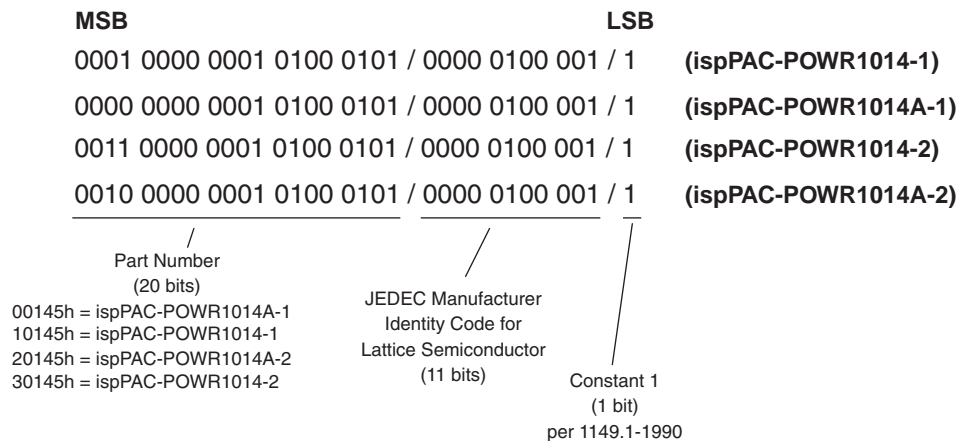 MSB LSB
0001 0000 0001 0100 0101 / 0000 0100 001 / 1 (ispPAC-POWR1014-1)
0000 0000 0001 0100 0101 / 0000 0100 001 / 1 (ispPAC-POWR1014A-1)
0011 0000 0001 0100 0101 / 0000 0100 001 / 1 (ispPAC-POWR1014-2)
0010 0000 0001 0100 0101 / 0000 0100 001 / 1 (ispPAC-POWR1014A-2)
Part Number
(20 bits)
00145h = ispPAC-POWR1014A-1
10145h = ispPAC-POWR1014-1
20145h = ispPAC-POWR1014A-2
30145h = ispPAC-POWR1014-2
JEDEC Manufacturer
Identity Code for
Lattice Semiconductor
(11 bits)
Constant 1
(1 bit)
per 1149.1-1990